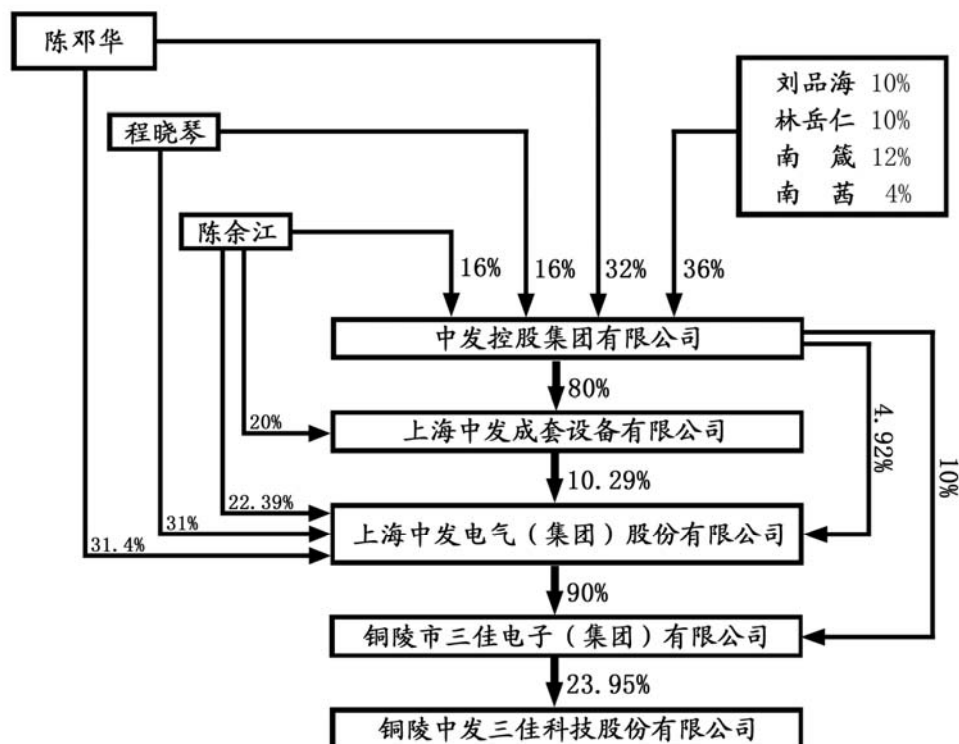 陈邓华
刘品海 10%
林岳仁 10%
南 箴 12%
南 茜 4%
程晓琴
陈余江
16%
16%
32%
36%
中发控股集团有限公司
80%
4.92%
10%
20%
上海中发成套设备有限公司
10.29%
22.39%
31%
31.4%
上海中发电气（集团）股份有限公司
90%
铜陵市三佳电子（集团）有限公司
23.95%
铜陵中发三佳科技股份有限公司